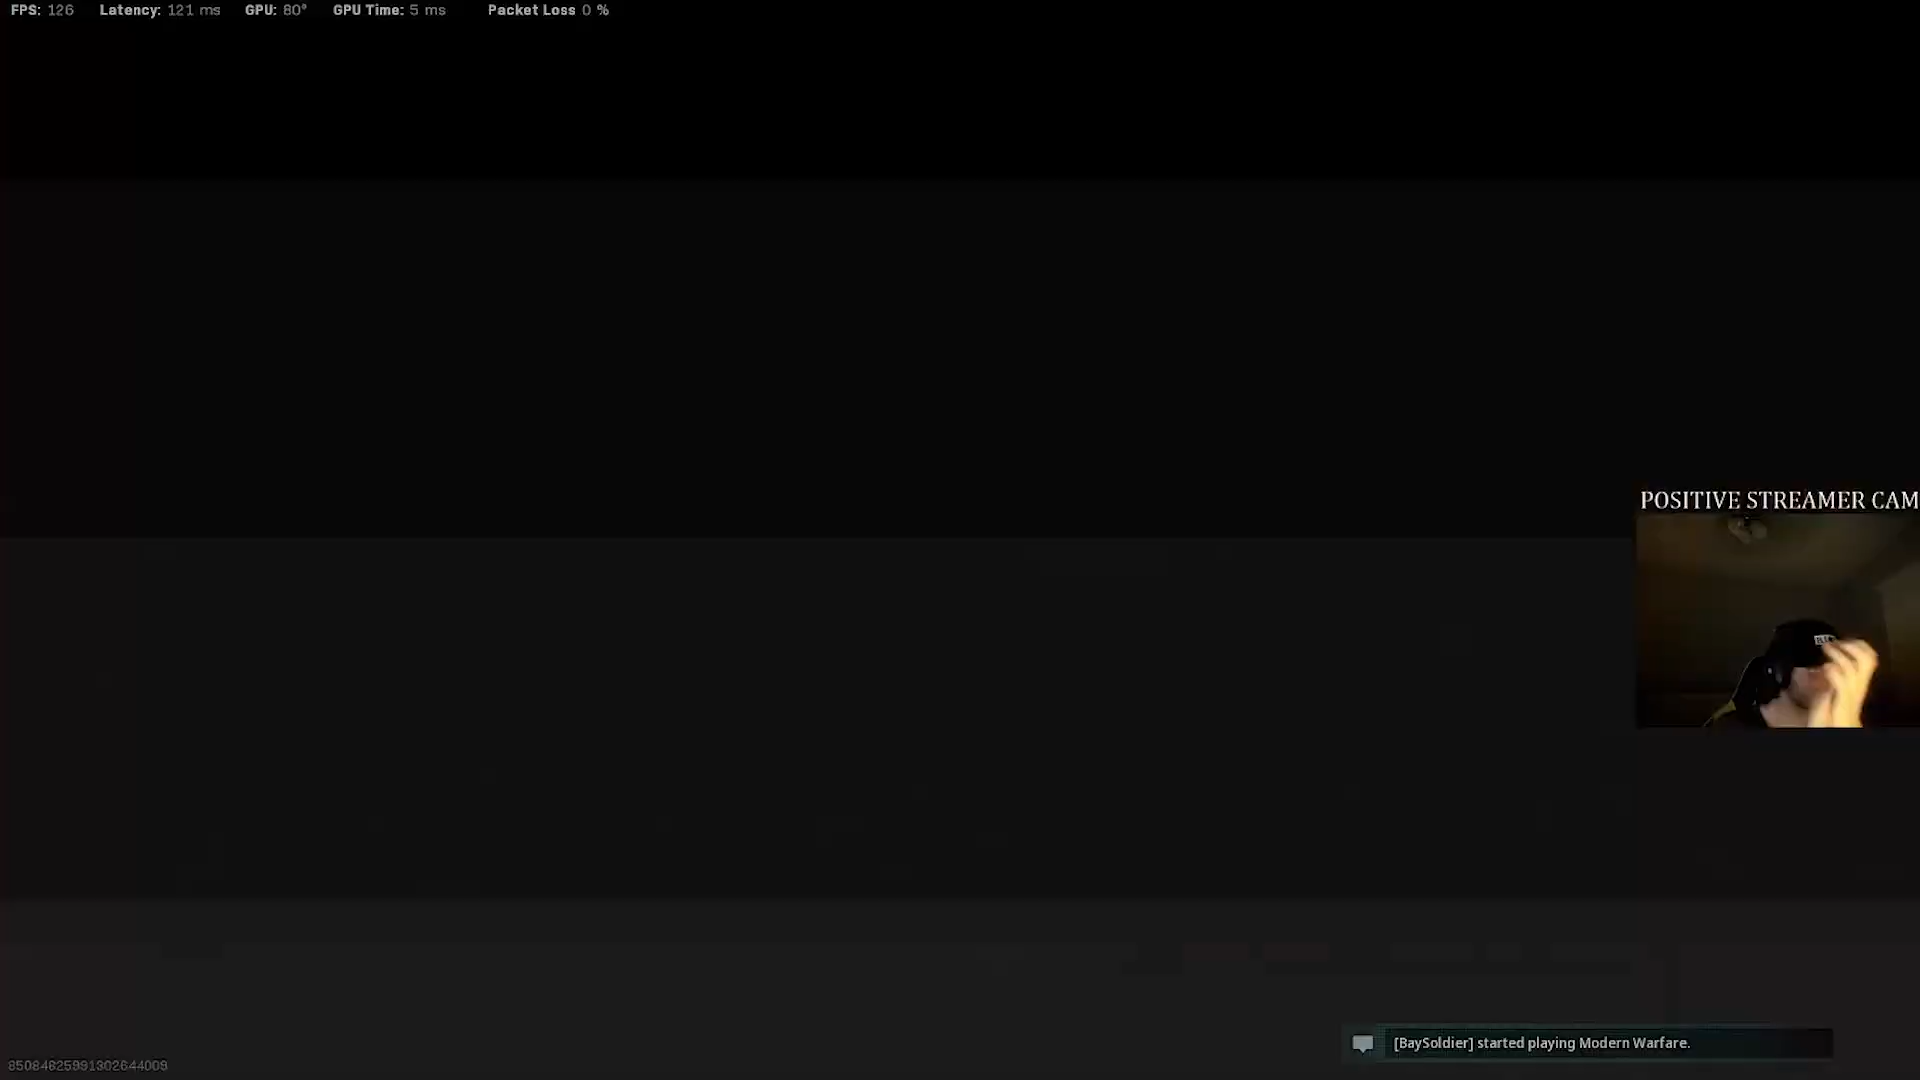 FPS: 126 Latency: 121 ms GPU: 80° GPU Time: 5 ms Packet Loss 0 %
POSITIVE STREAMER CAM
[BaySoldier] started playing Modern Warfare.
85084825991302644009